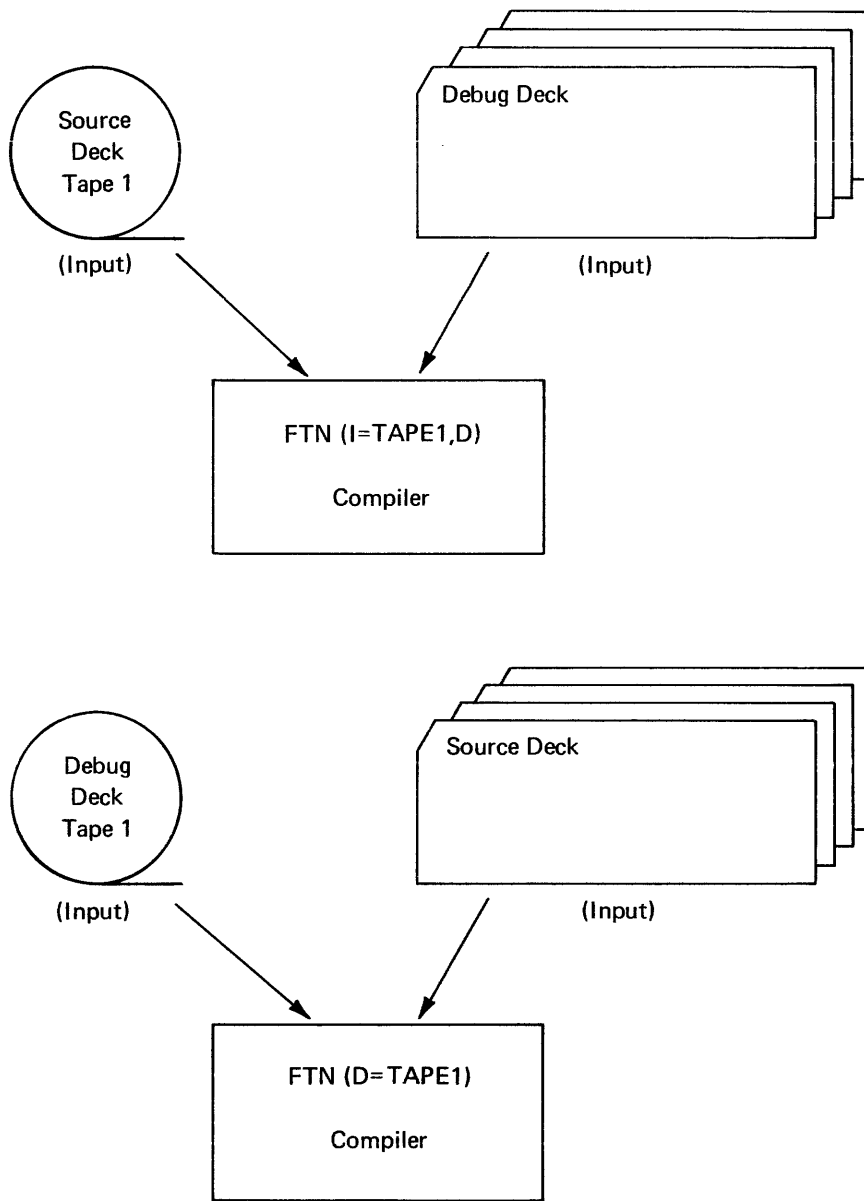 Source
Deck
Tape 1
(Input)
Debug Deck
(Input)
FTN (I=TAPE1,D)
Compiler
Debug
Deck
Tape 1
(Input)
Source Deck
(Input)
FTN (D=TAPE1)
Compiler